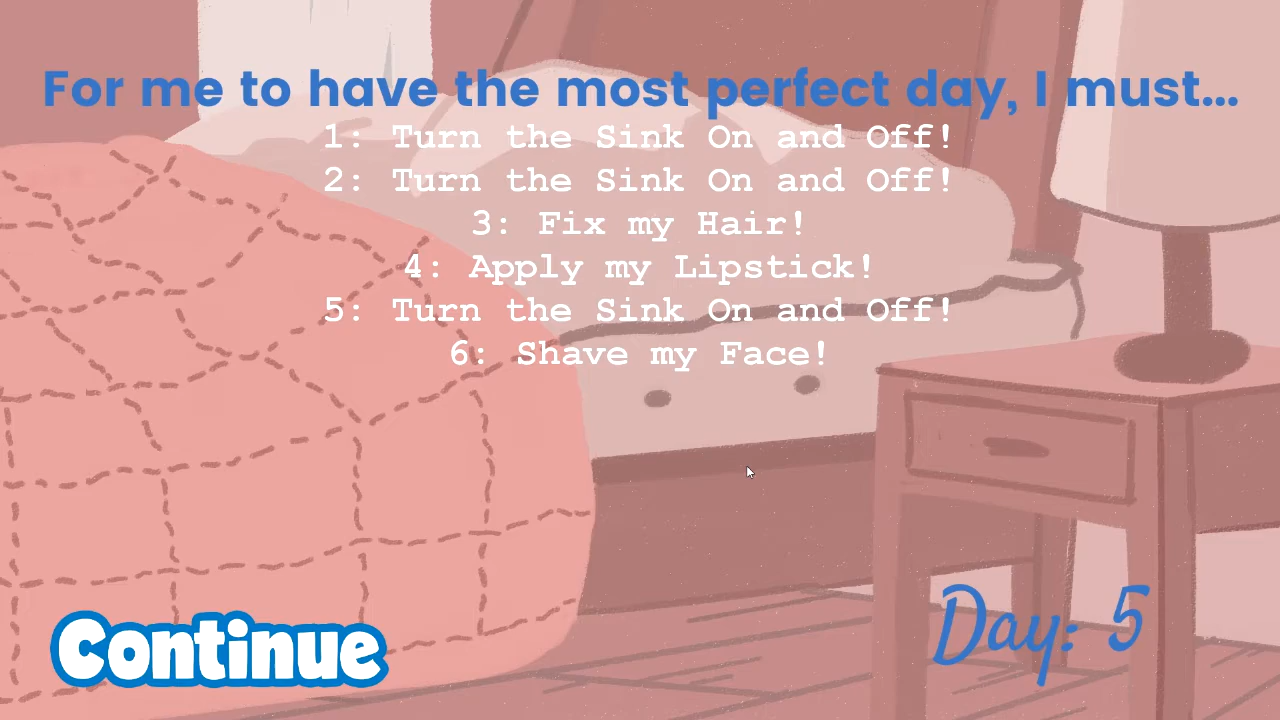 For me to have the most perfect day, I must...
1: Turn the Sink On and Off!
2: Turn the Sink On and Off!
3: Fix my Hair!
4: Apply my Lipstick!
5: Turn the Sink On and Off!
6: Shave my Face!
Continue
Day: 5